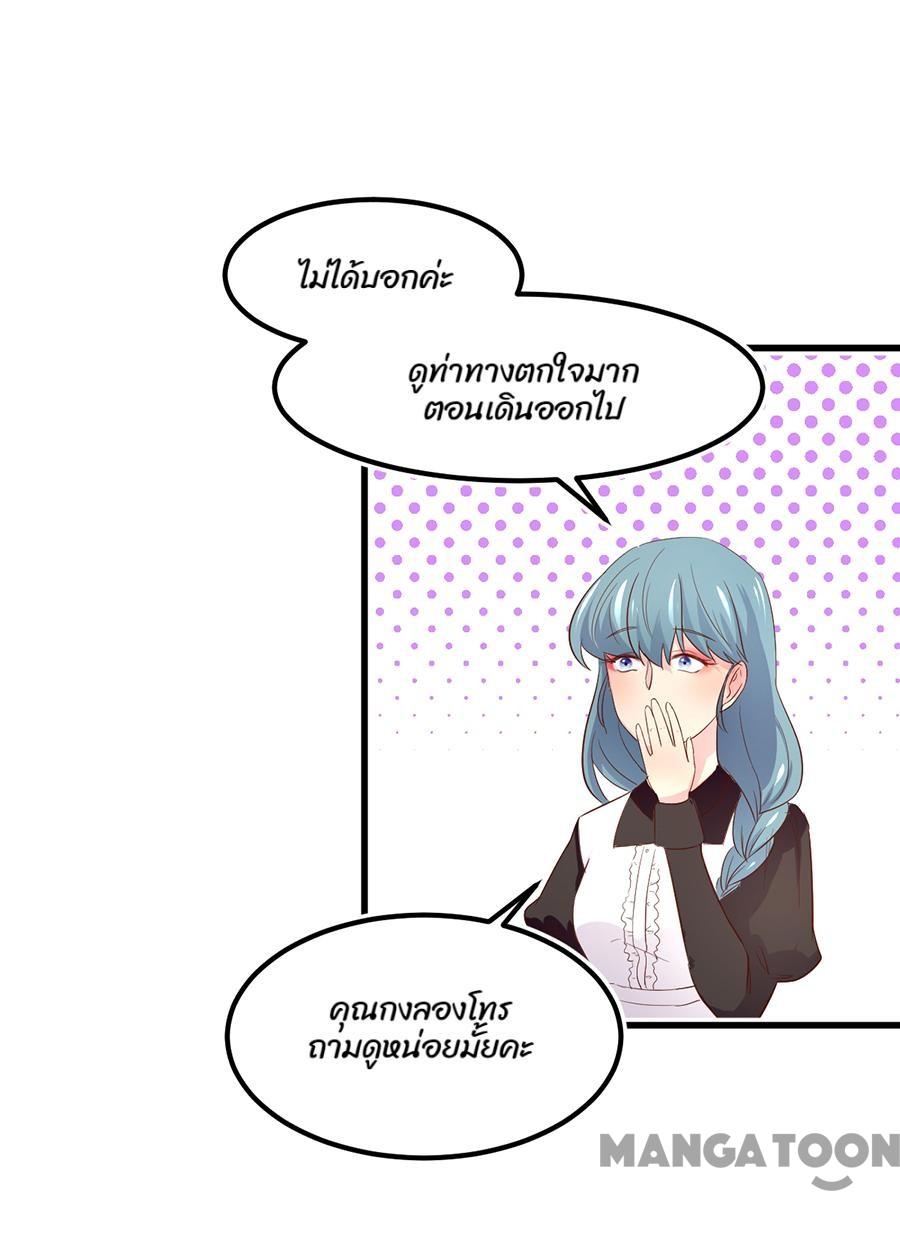 ไม่ได้บอกค่ะ
ดูท่าทางตกใจมาก
ตอนเดินออกไป
คุณกงลองโทร
ถามดูหน่อยมั้ยคะ
MANGATOON